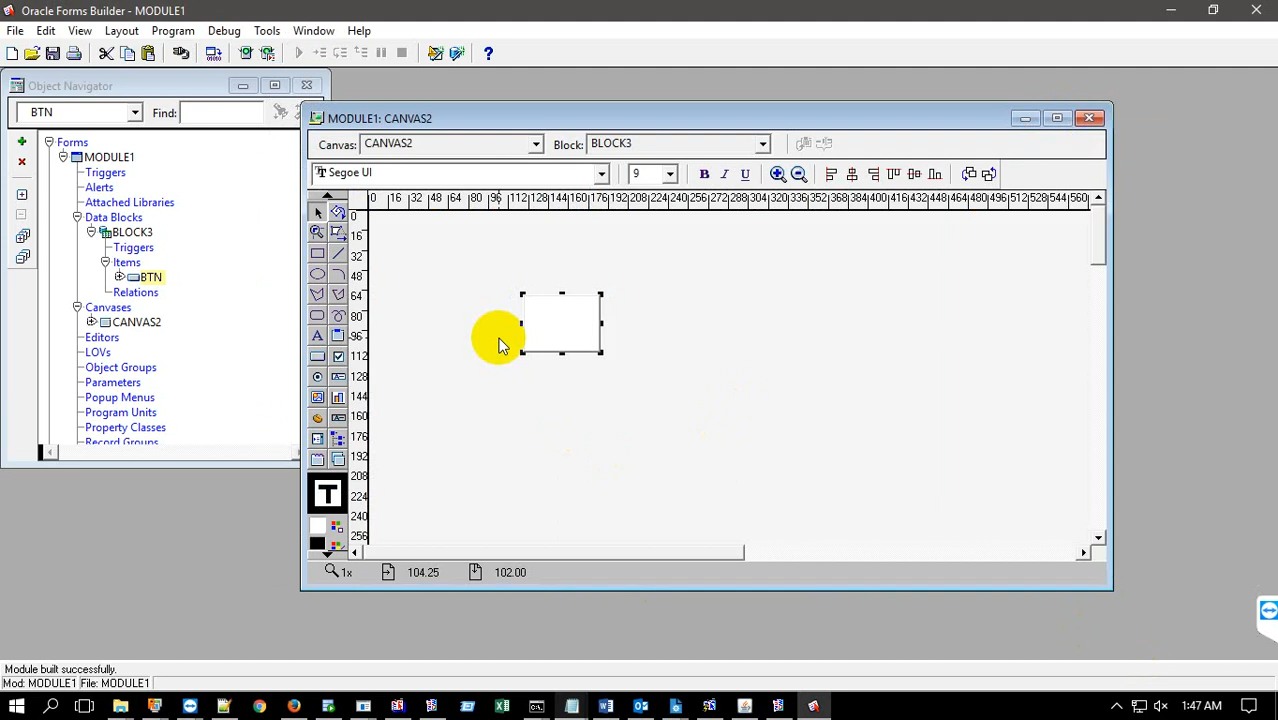 Oracle Forms Builder - MODULE1
File Edit View Layout Program Debug Tools Window Help
Object Navigator
BTN Find:
Forms
MODULE1
Triggers
Alerts
Attached Libraries
Data Blocks
BLOCK3
Triggers
Items
BTN
Relations
Canvases
CANVAS2
Editors
LOVs
Object Groups
Parameters
Popup Menus
Program Units
Property Classes
Record Groups
MODULE1: CANVAS2
Canvas: CANVAS2 Block: BLOCK3
Segoe UI 9 B I U
0 16 32 48 64 80 96 112 128 144 160 176 192 208 224 240 256 272 288 304 320 336 352 368 384 400 416 432 448 464 480 496 512 528 544 560
0
16
32
48
64
80
96
112
128
144
160
176
192
208
224
240
256
A
T
1x 104.25 102.00
Module built successfully.
Mod: MODULE1 File: MODULE1
1:47 AM